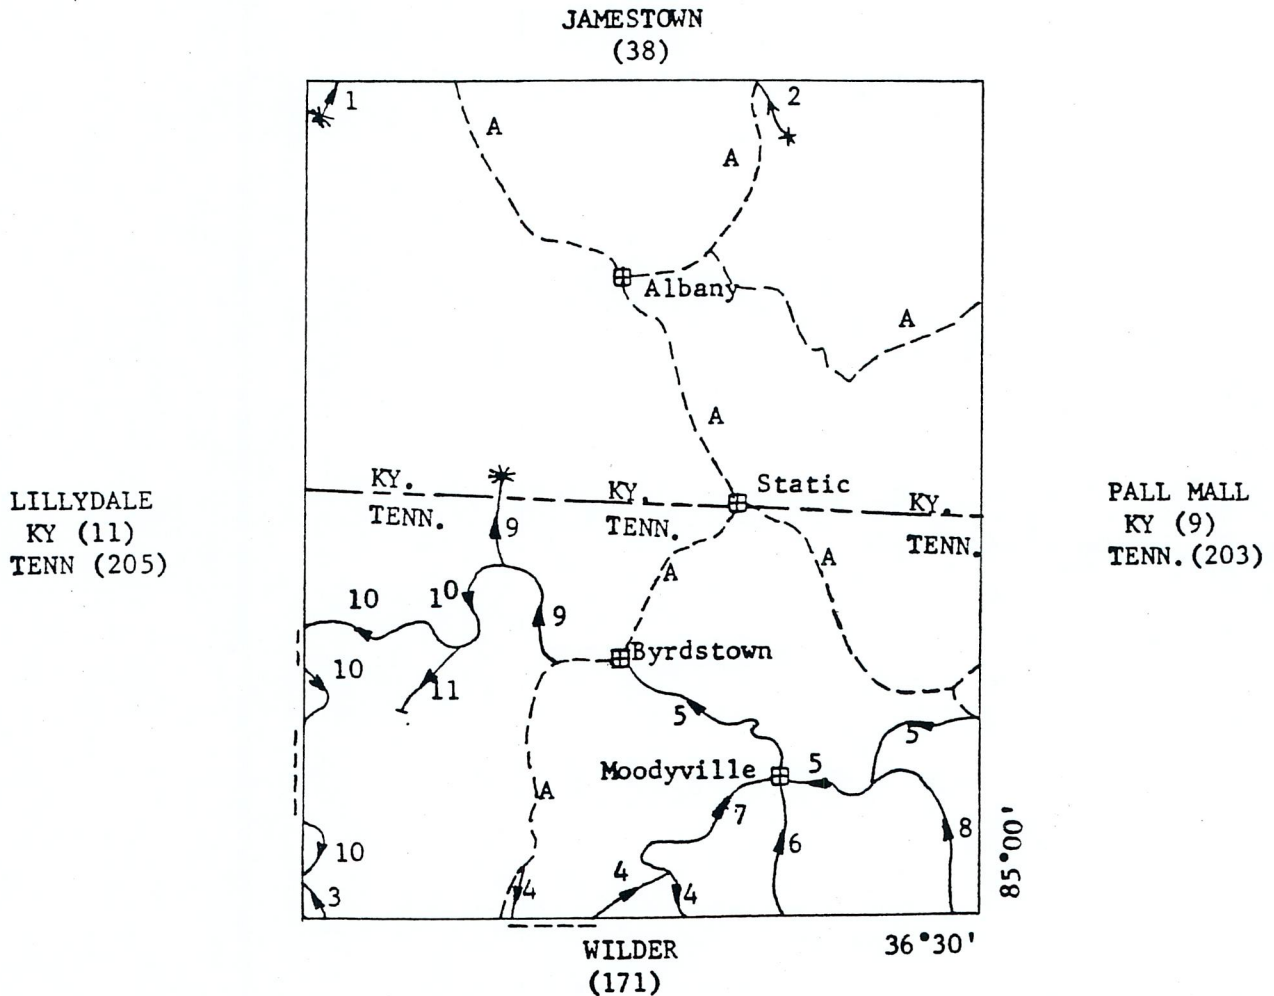 JAMESTOWN
(38)
1
2
A
A
Albany
A
A
LILLYDALE
KY (11)
TENN (205)
KY.
TENN.
KY.
TENN.
Static
KY.
TENN.
PALL MALL
KY (9)
TENN. (203)
9
A
A
10
10
9
Byrdstown
10
11
5
5
Moodyville
5
A
7
8
6
10
4
4
4
3
85°00'
36°30'
WILDER
(171)